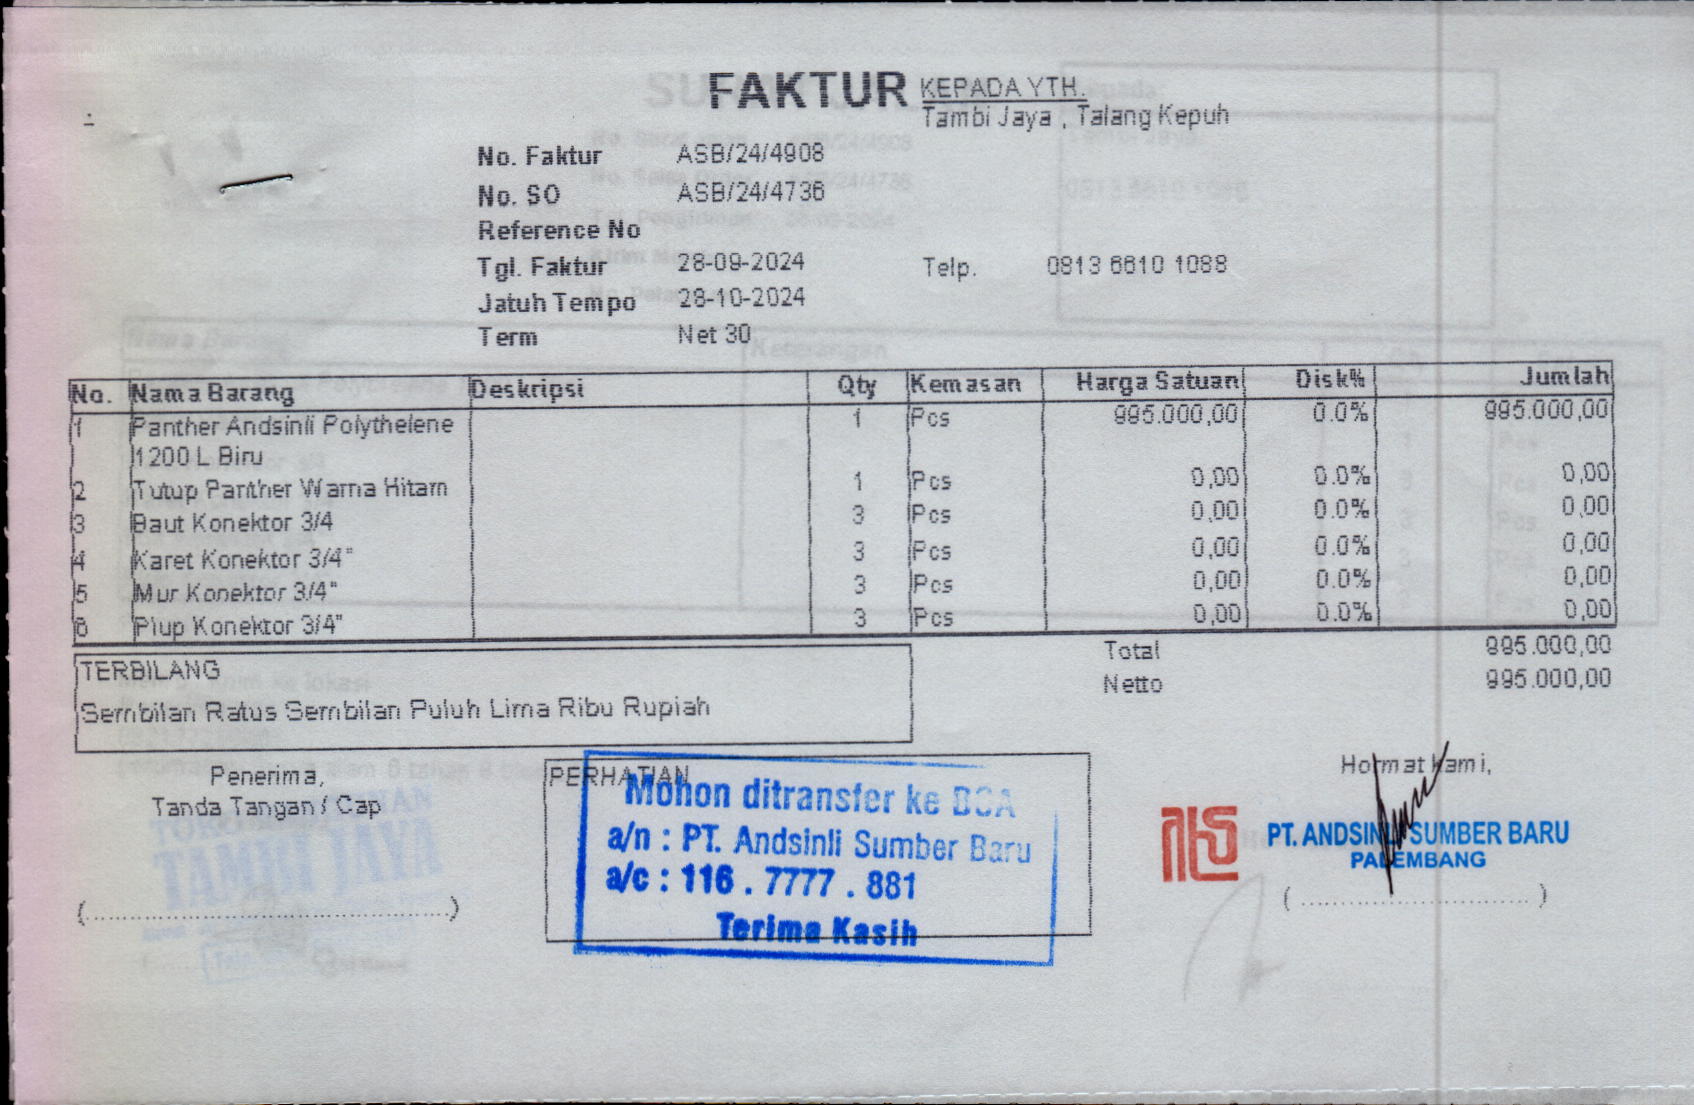 FAKTUR
KEPADA YTH.
Tambi Jaya , Talang Kepuh
No. Faktur ASB/24/4908
No. SO ASB/24/4736
Reference No
Tgl. Faktur 28-09-2024
Telp. 0813 6610 1088
Jatuh Tempo 28-10-2024
Term Net 30
No. Nama Barang Deskripsi Qty Kemasan Harga Satuan Disk% Jumlah
1 Panther Andsinli Polythelene 1 Pcs 995.000,00 0.0% 995.000,00
1200 L Biru
2 Tutup Panther Warna Hitam 1 Pcs 0,00 0.0% 0,00
3 Baut Konektor 3/4 3 Pcs 0,00 0.0% 0,00
4 Karet Konektor 3/4" 3 Pcs 0,00 0.0% 0,00
5 Mur Konektor 3/4" 3 Pcs 0,00 0.0% 0,00
6 Plup Konektor 3/4" 3 Pcs 0,00 0.0% 0,00
Total 995.000,00
Netto 995.000,00
TERBILANG
Sembilan Ratus Sembilan Puluh Lima Ribu Rupiah
Penerima,
Tanda Tangan / Cap
TAMBI JAYA
(...........................................................)
PERHATIAN
Mohon ditransfer ke BCA
a/n : PT. Andsinli Sumber Baru
a/c : 116 . 7777 . 881
Terima Kasih
Hormat Kami,
PT. ANDSINLI SUMBER BARU
PALEMBANG
( ..................................... )